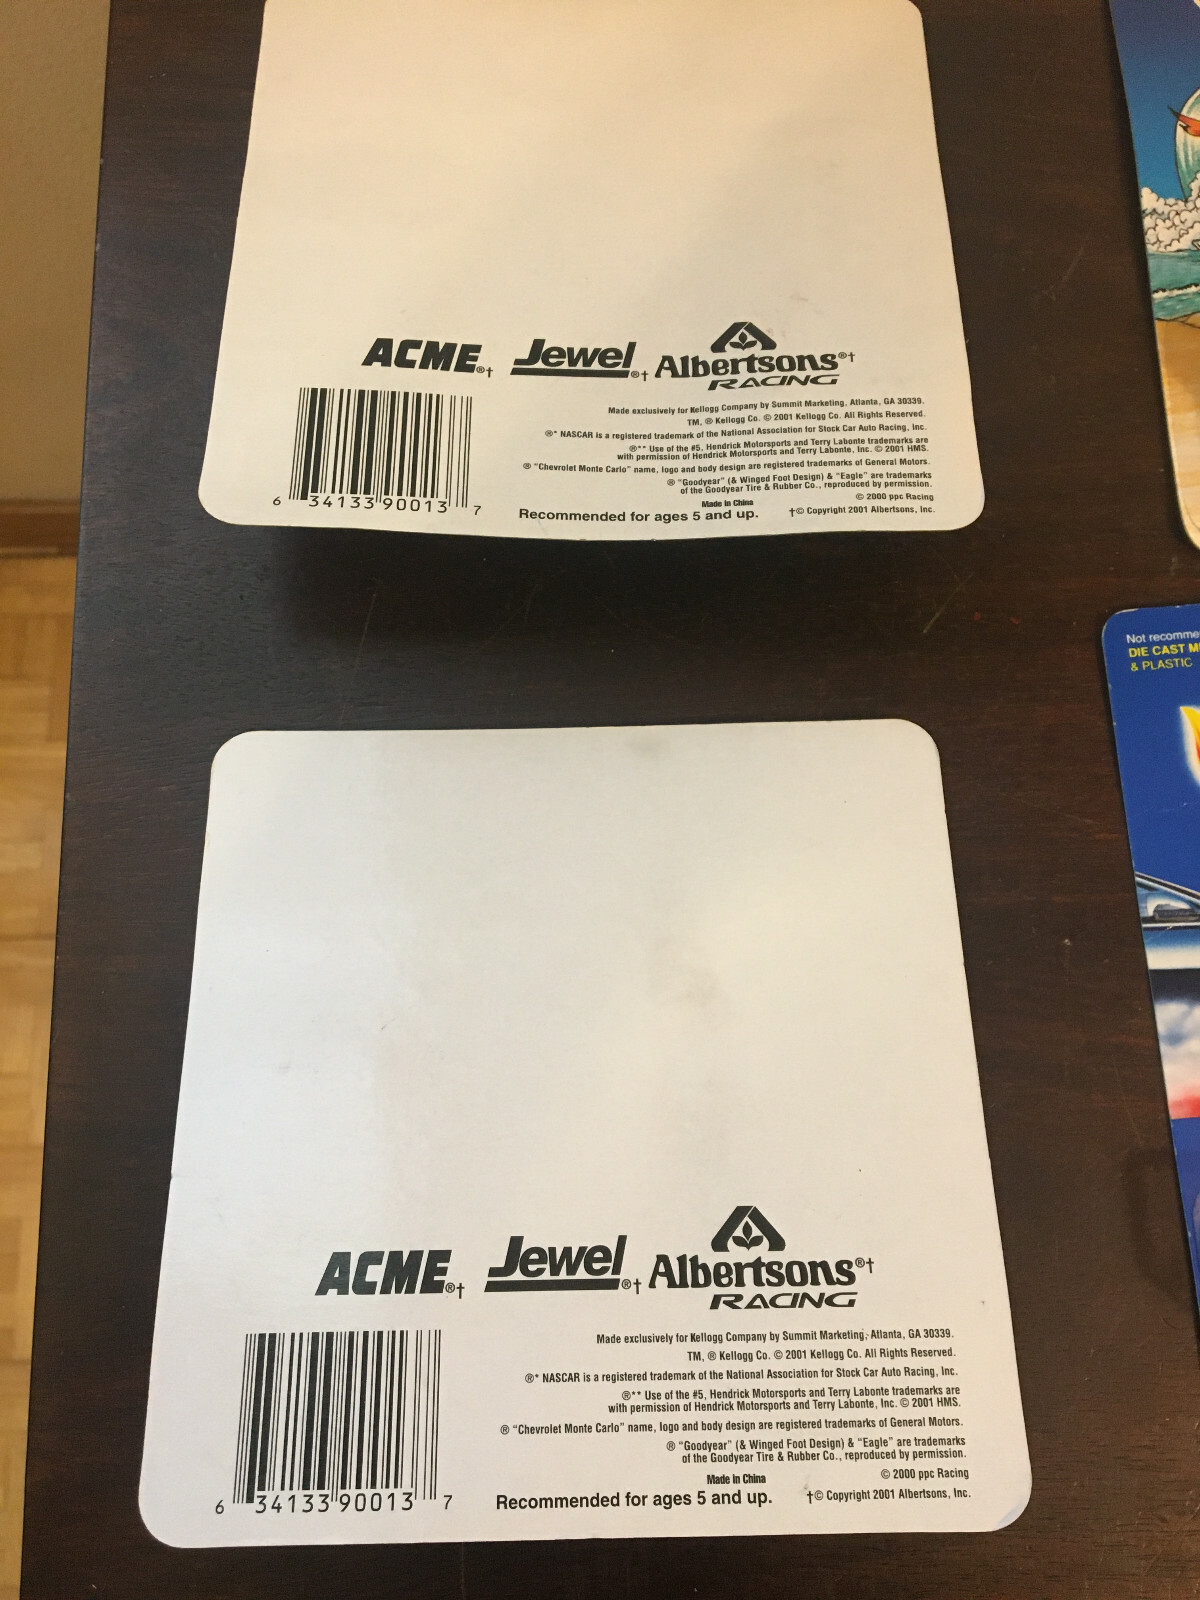 ACME®† Jewel®† Albertsons®†
RACING
Made exclusively for Kellogg Company by Summit Marketing, Atlanta, GA 30339.
TM, ® Kellogg Co. © 2001 Kellogg Co. All Rights Reserved.
®* NASCAR is a registered trademark of the National Association for Stock Car Auto Racing, Inc.
®** Use of the #5, Hendrick Motorsports and Terry Labonte trademarks are
with permission of Hendrick Motorsports and Terry Labonte, Inc. © 2001 HMS.
® "Chevrolet Monte Carlo" name, logo and body design are registered trademarks of General Motors.
® "Goodyear" (& Winged Foot Design) & "Eagle" are trademarks
of the Goodyear Tire & Rubber Co., reproduced by permission.
Made in China © 2000 ppc Racing
6 34133 90013 7 Recommended for ages 5 and up. †© Copyright 2001 Albertsons, Inc.
Not recomme
DIE CAST M
& PLASTIC
ACME®† Jewel®† Albertsons®†
RACING
Made exclusively for Kellogg Company by Summit Marketing, Atlanta, GA 30339.
TM, ® Kellogg Co. © 2001 Kellogg Co. All Rights Reserved.
®* NASCAR is a registered trademark of the National Association for Stock Car Auto Racing, Inc.
®** Use of the #5, Hendrick Motorsports and Terry Labonte trademarks are
with permission of Hendrick Motorsports and Terry Labonte, Inc. © 2001 HMS.
® "Chevrolet Monte Carlo" name, logo and body design are registered trademarks of General Motors.
® "Goodyear" (& Winged Foot Design) & "Eagle" are trademarks
of the Goodyear Tire & Rubber Co., reproduced by permission.
Made in China © 2000 ppc Racing
6 34133 90013 7 Recommended for ages 5 and up. †© Copyright 2001 Albertsons, Inc.